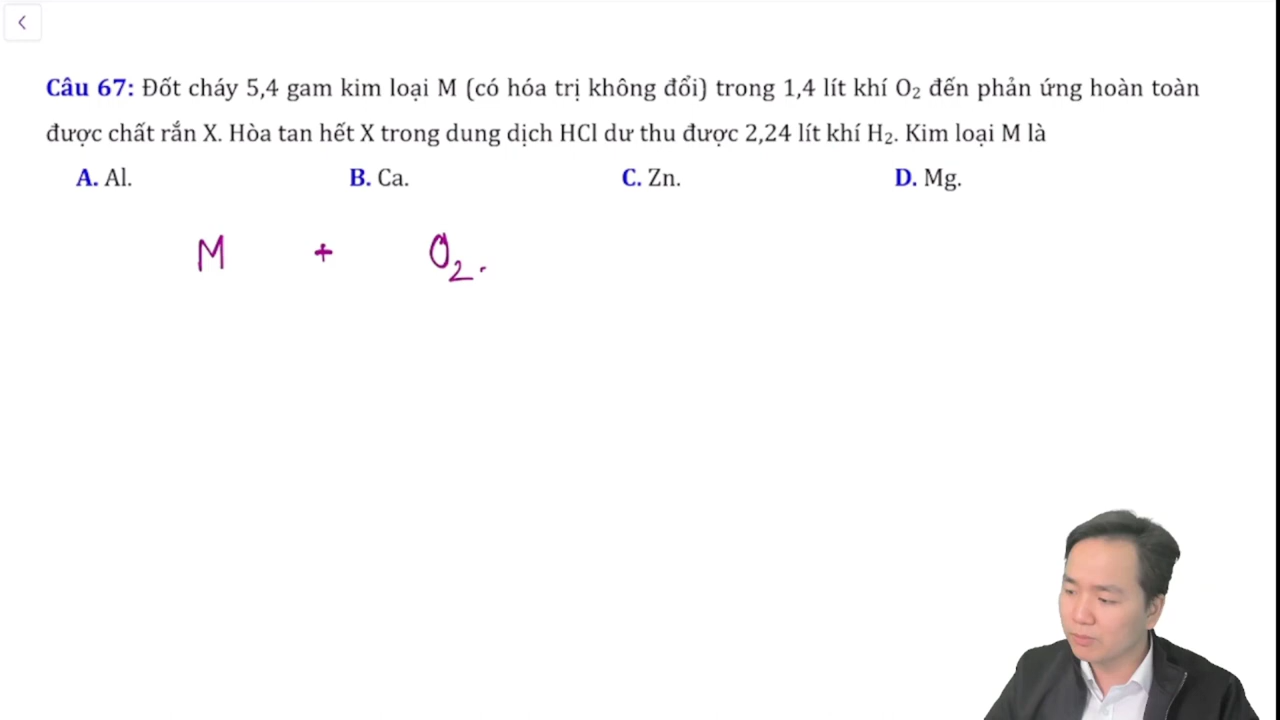 Câu 67: Đốt cháy 5,4 gam kim loại M (có hóa trị không đổi) trong 1,4 lít khí O₂ đến phản ứng hoàn toàn
được chất rắn X. Hòa tan hết X trong dung dịch HCl dư thu được 2,24 lít khí H₂. Kim loại M là
A. Al. B. Ca. C. Zn. D. Mg.
M + O₂.